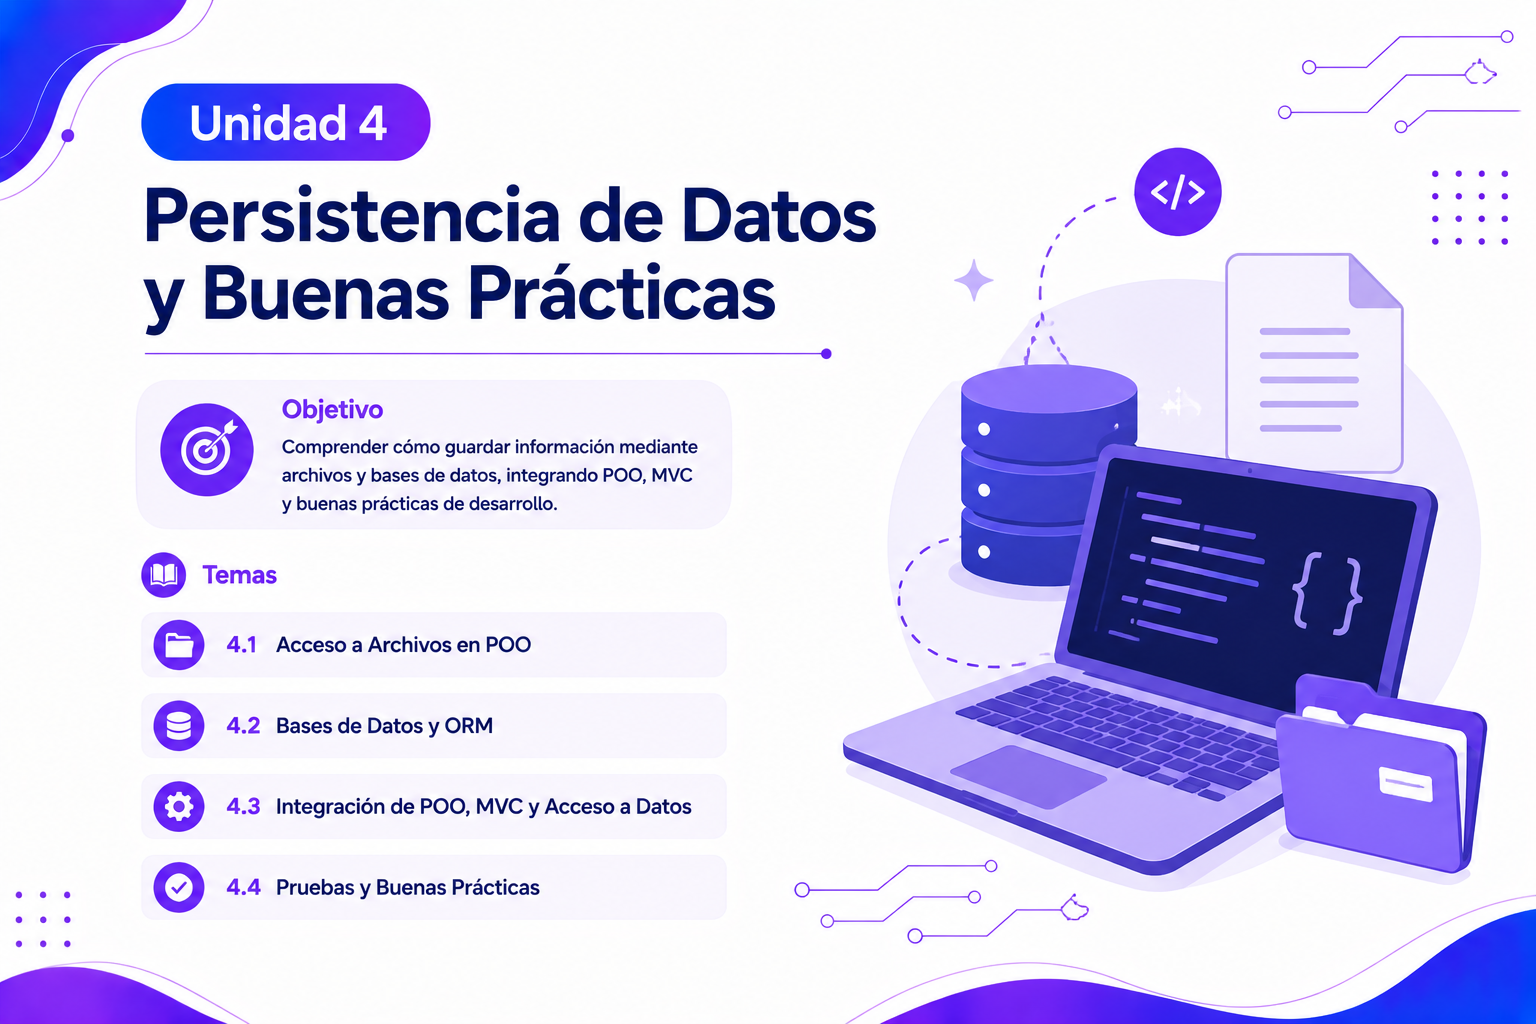 Unidad 4
Persistencia de Datos
y Buenas Prácticas
Objetivo
Comprender cómo guardar información mediante
archivos y bases de datos, integrando POO, MVC
y buenas prácticas de desarrollo.
Temas
4.1 Acceso a Archivos en POO
4.2 Bases de Datos y ORM
4.3 Integración de POO, MVC y Acceso a Datos
4.4 Pruebas y Buenas Prácticas
</>
{ }